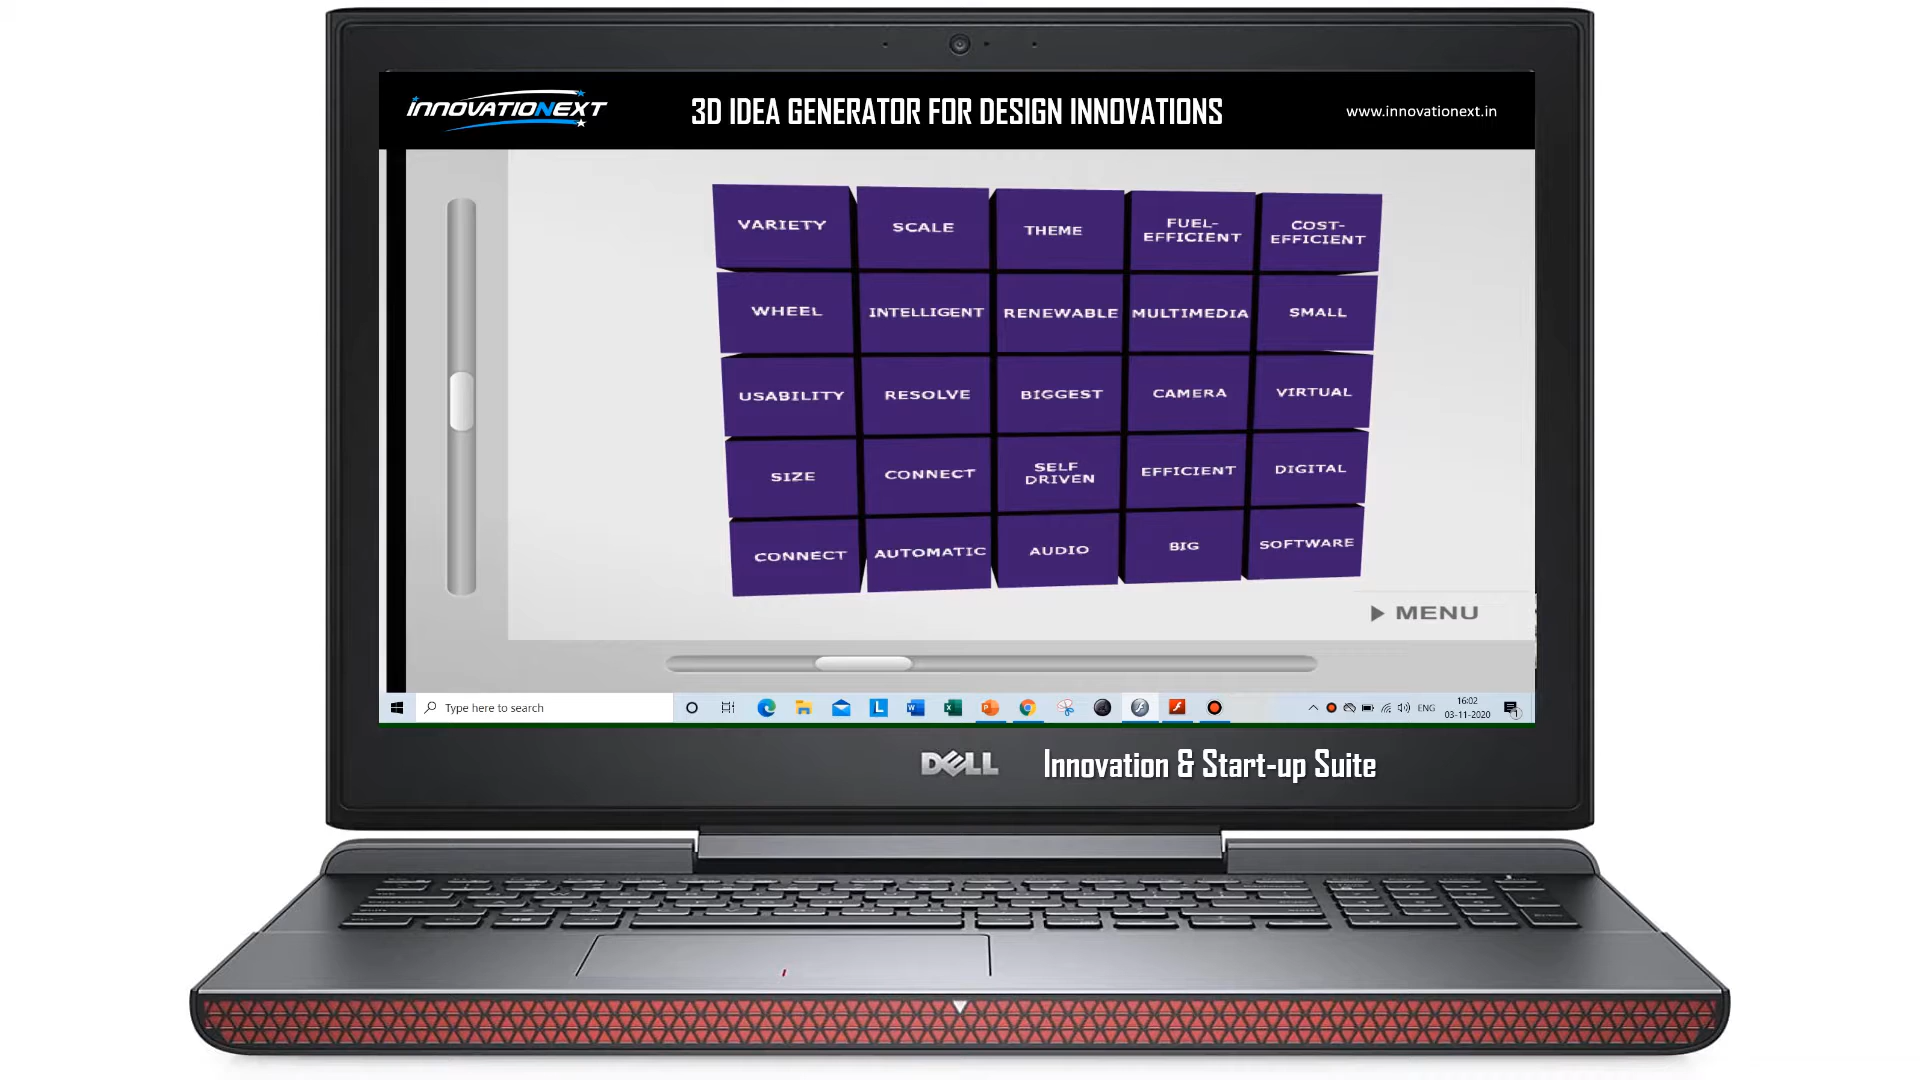 INNOVATIONEXT
3D IDEA GENERATOR FOR DESIGN INNOVATIONS
www.innovationext.in
VARIETY
SCALE
THEME
FUEL-
EFFICIENT
COST-
EFFICIENT
WHEEL
INTELLIGENT
RENEWABLE
MULTIMEDIA
SMALL
USABILITY
RESOLVE
BIGGEST
CAMERA
VIRTUAL
SIZE
CONNECT
SELF
DRIVEN
EFFICIENT
DIGITAL
CONNECT
AUTOMATIC
AUDIO
BIG
SOFTWARE
MENU
Type here to search
ENG
16:02
03-11-2020
DELL
Innovation & Start-up Suite